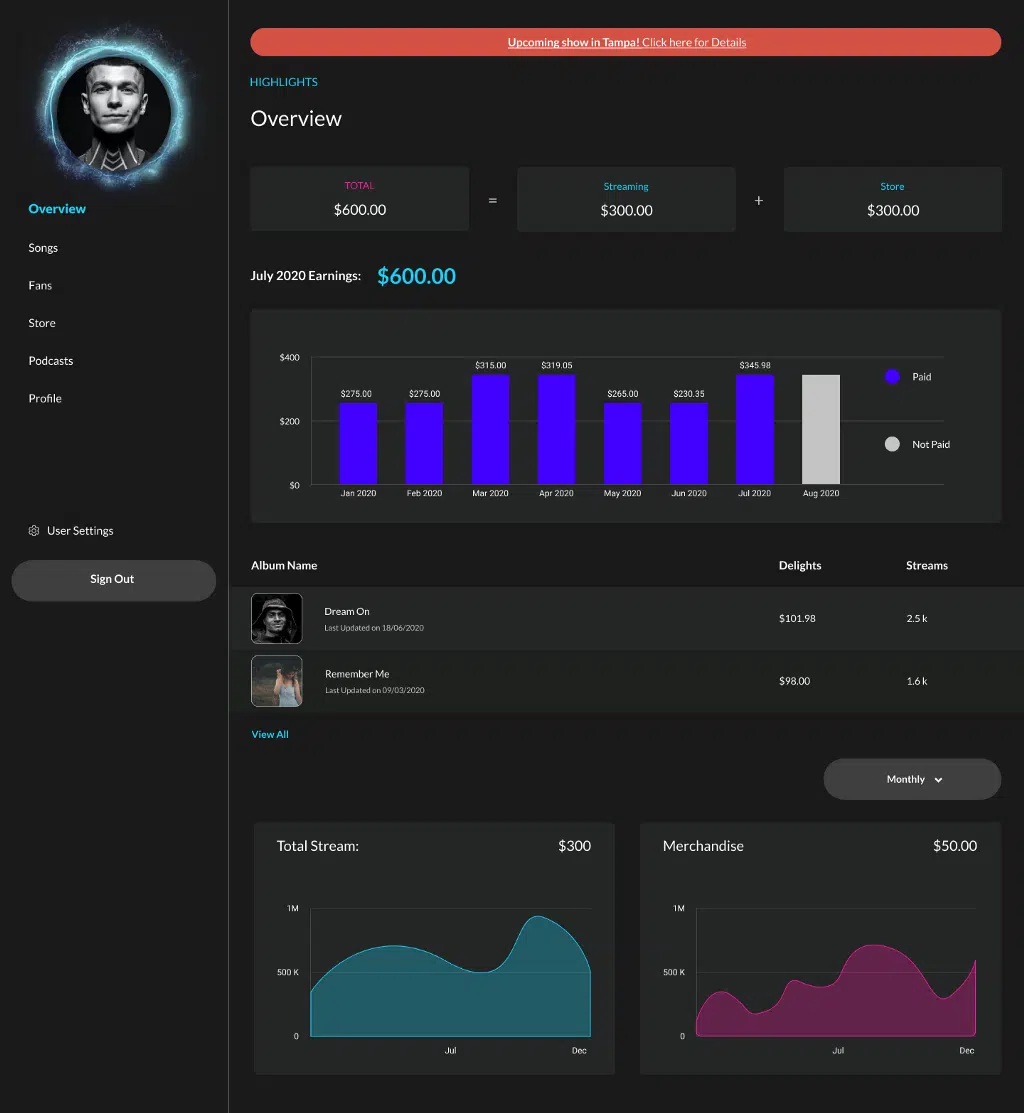 Upcoming show in Tampa! Click here for Details
HIGHLIGHTS
Overview
TOTAL
$600.00
=
Streaming
$300.00
+
Store
$300.00
Overview
Songs
Fans
Store
Podcasts
Profile
User Settings
Sign Out
July 2020 Earnings: $600.00
$400
$200
$0
$275.00
$275.00
$315.00
$319.05
$265.00
$230.35
$345.98
Jan 2020
Feb 2020
Mar 2020
Apr 2020
May 2020
Jun 2020
Jul 2020
Aug 2020
Paid
Not Paid
Album Name Delights Streams
Dream On
Last Updated on 18/06/2020
$101.98 2.5 k
Remember Me
Last Updated on 09/03/2020
$98.00 1.6 k
View All
Monthly
Total Stream: $300
1M
500 K
0
Jul Dec
Merchandise $50.00
1M
500 K
0
Jul Dec